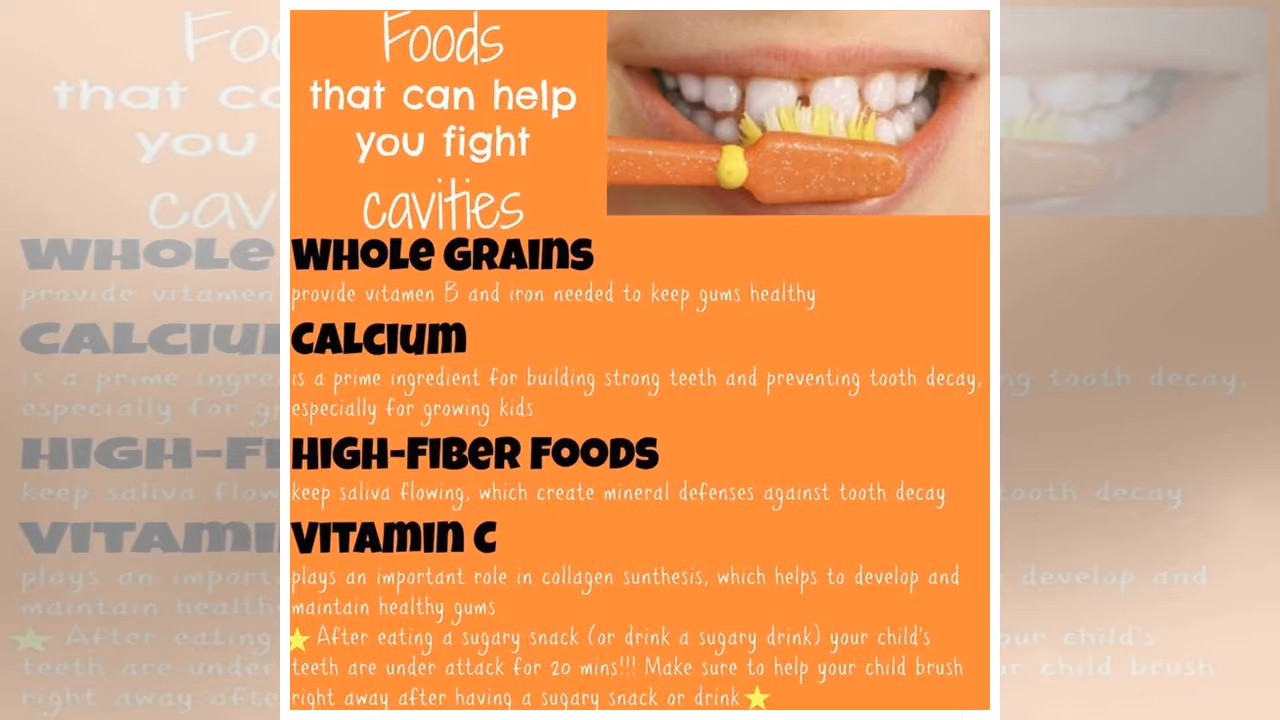 Foods
that can help
you fight
cavities
WHOLE GRAINS
provide vitamen B and iron needed to keep gums healthy
CALCIUM
is a prime ingredient for building strong teeth and preventing tooth decay,
especially for growing kids
HIGH-FIBER FOODS
keep saliva flowing, which create mineral defenses against tooth decay
VITAMIN C
plays an important role in collagen sunthesis, which helps to develop and
maintain healthy gums
After eating a sugary snack (or drink a sugary drink) your child's
teeth are under attack for 20 mins!!! Make sure to help your child brush
right away after having a sugary snack or drink